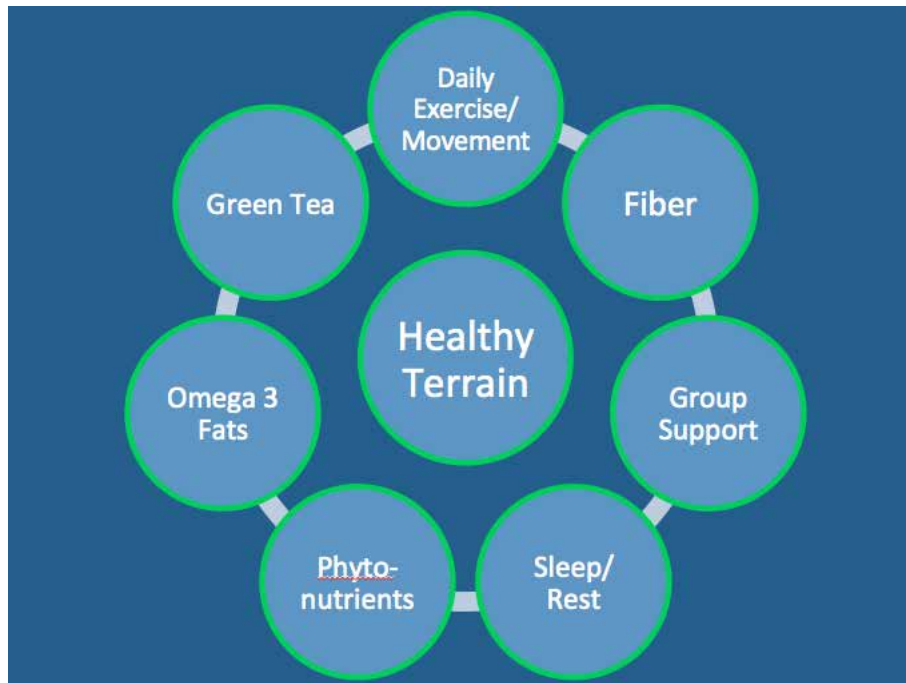 Daily
Exercise/
Movement
Green Tea
Fiber
Healthy
Terrain
Omega 3
Fats
Group
Support
Phyto-
nutrients
Sleep/
Rest